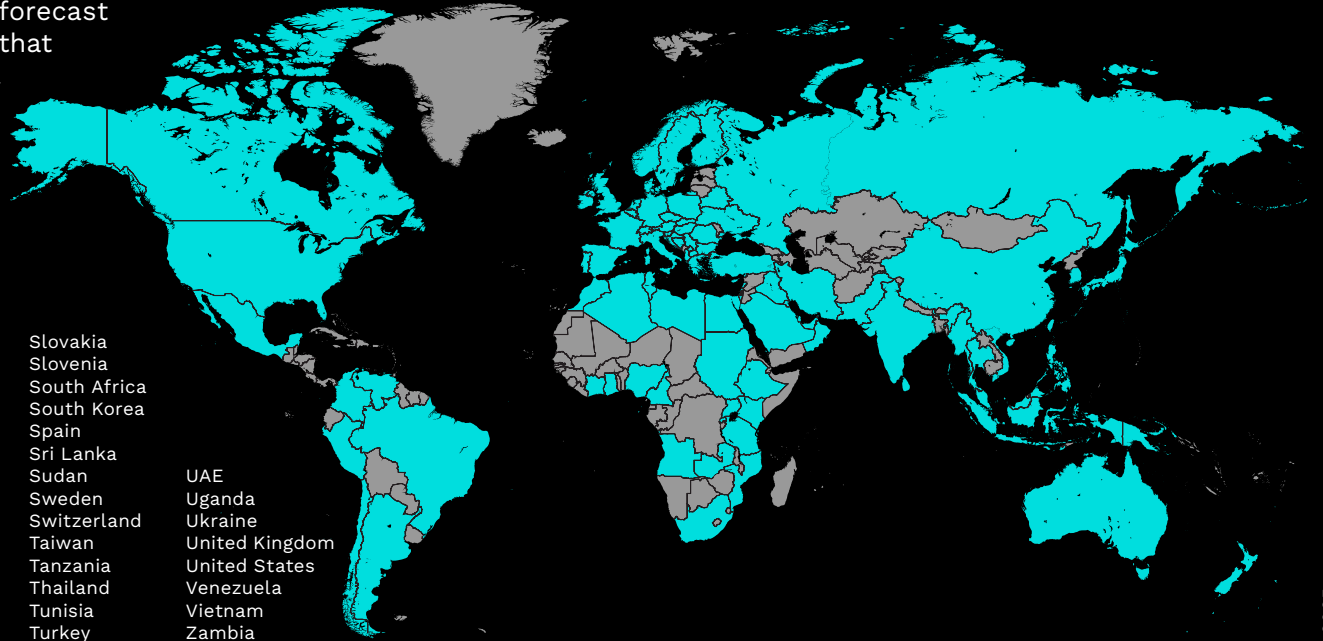 forecast
that
Slovakia
Slovenia
South Africa
South Korea
Spain
Sri Lanka
Sudan
Sweden
Switzerland
Taiwan
Tanzania
Thailand
Tunisia
Turkey
UAE
Uganda
Ukraine
United Kingdom
United States
Venezuela
Vietnam
Zambia